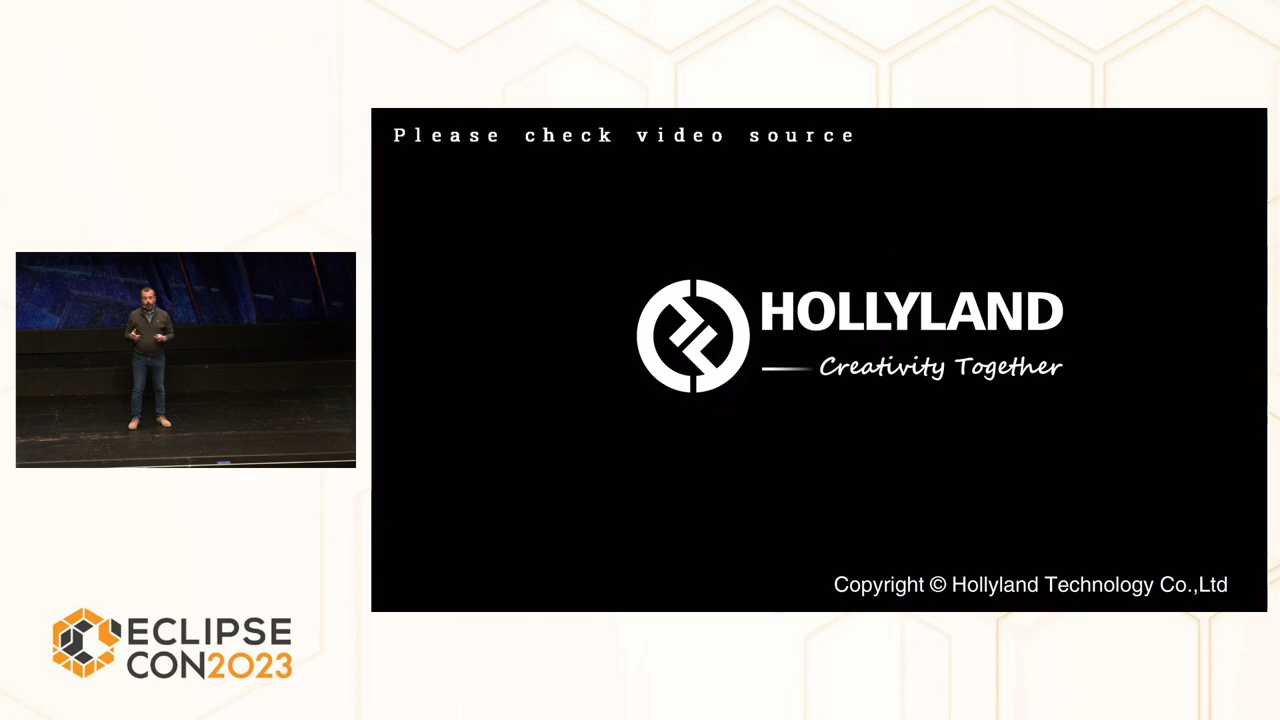 Please check video source
HOLLYLAND
Creativity Together
Copyright © Hollyland Technology Co.,Ltd
ECLIPSE
CON2023